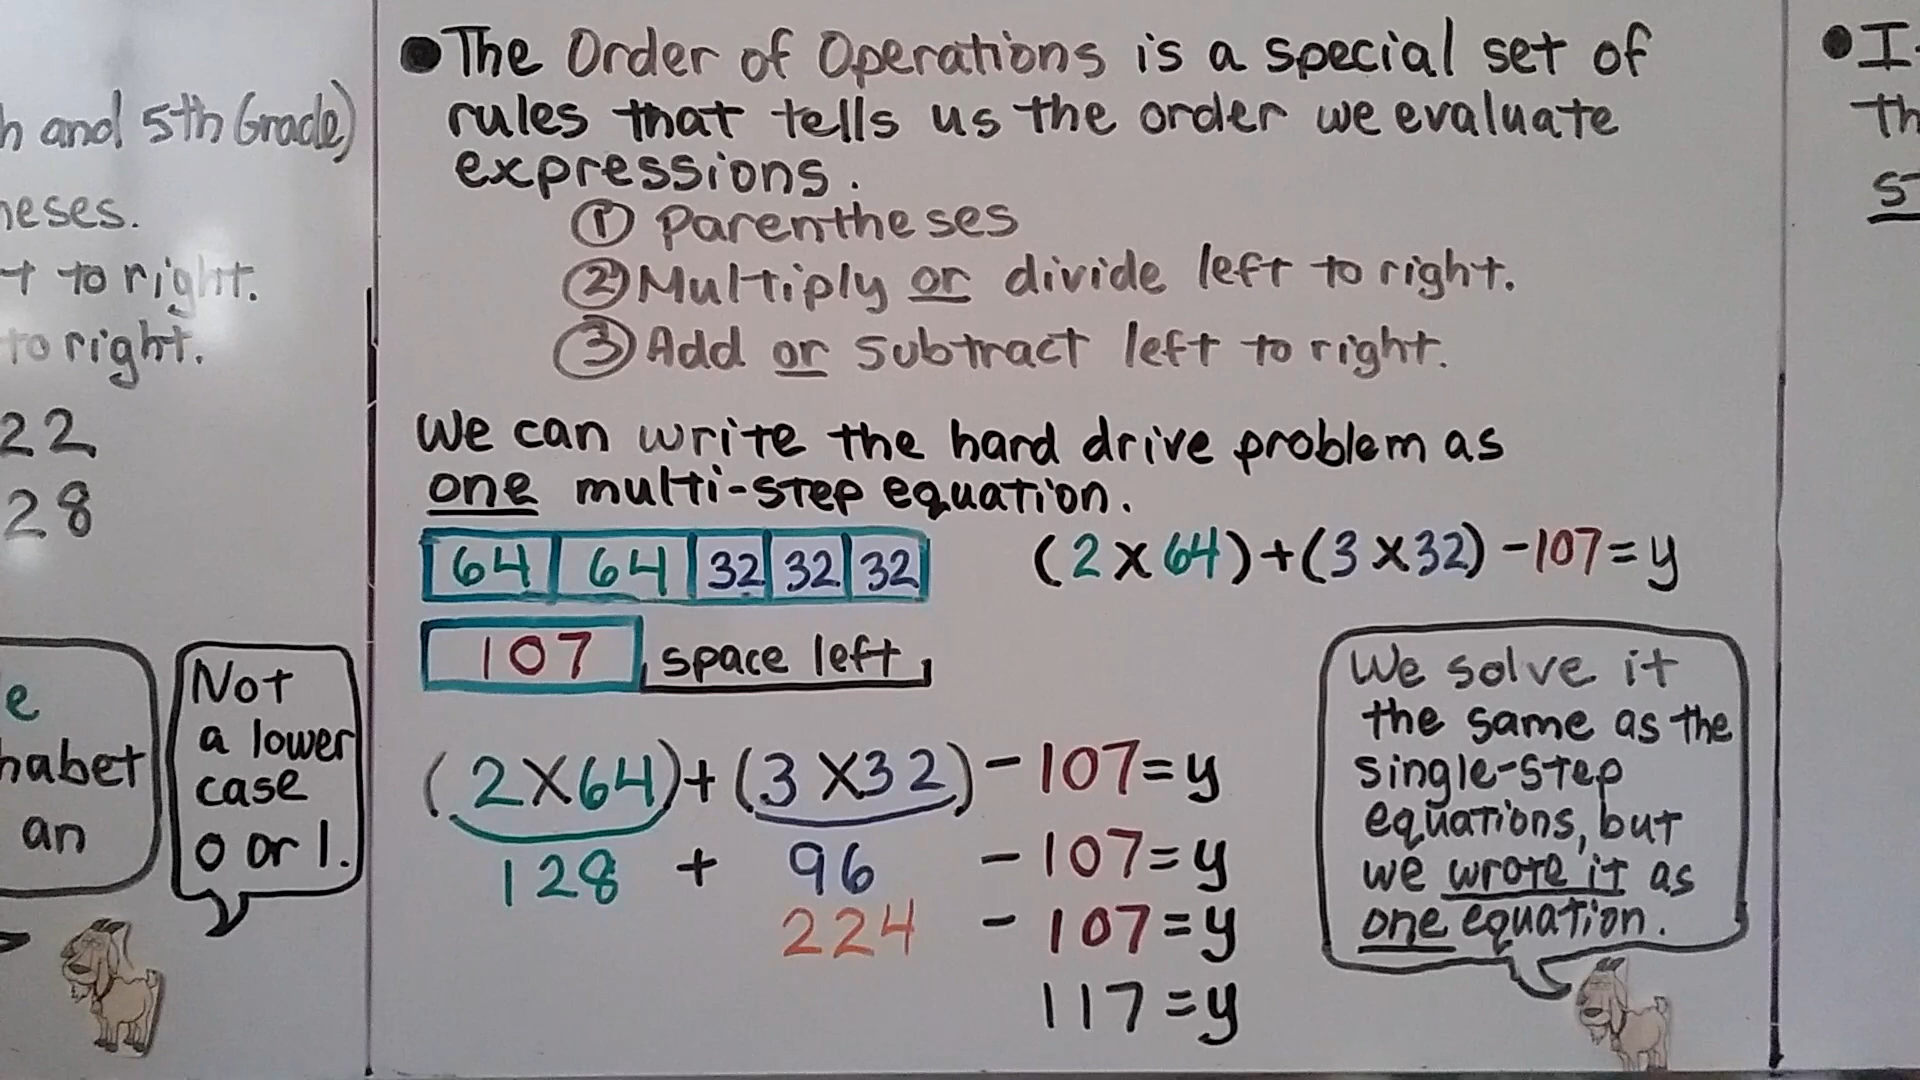 and 5th Grade)
t to right.
to right.
22
28
e
an
Not
a lower
case
o or l.
●The Order of Operations is a special set of
rules that tells us the order we evaluate
expressions.
① Parentheses
② Multiply or divide left to right.
③ Add or subtract left to right.
We can write the hard drive problem as
one multi-step equation.
64 64 32 32 32
(2 x 64) + (3 x 32) - 107 = y
107 space left
(2 x 64) + (3 x 32) - 107 = y
128 + 96 - 107 = y
224 - 107 = y
117 = y
We solve it
the same as the
single-step
equations, but
we wrote it as
one equation.